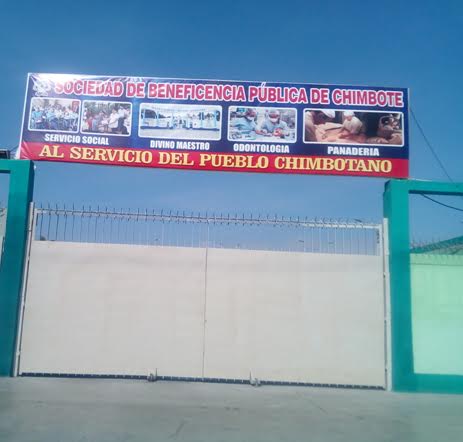 SOCIEDAD DE BENEFICENCIA PÚBLICA DE CHIMBOTE
SERVICIO SOCIAL
DIVINO MAESTRO
ODONTOLOGIA
PANADERIA
AL SERVICIO DEL PUEBLO CHIMBOTANO